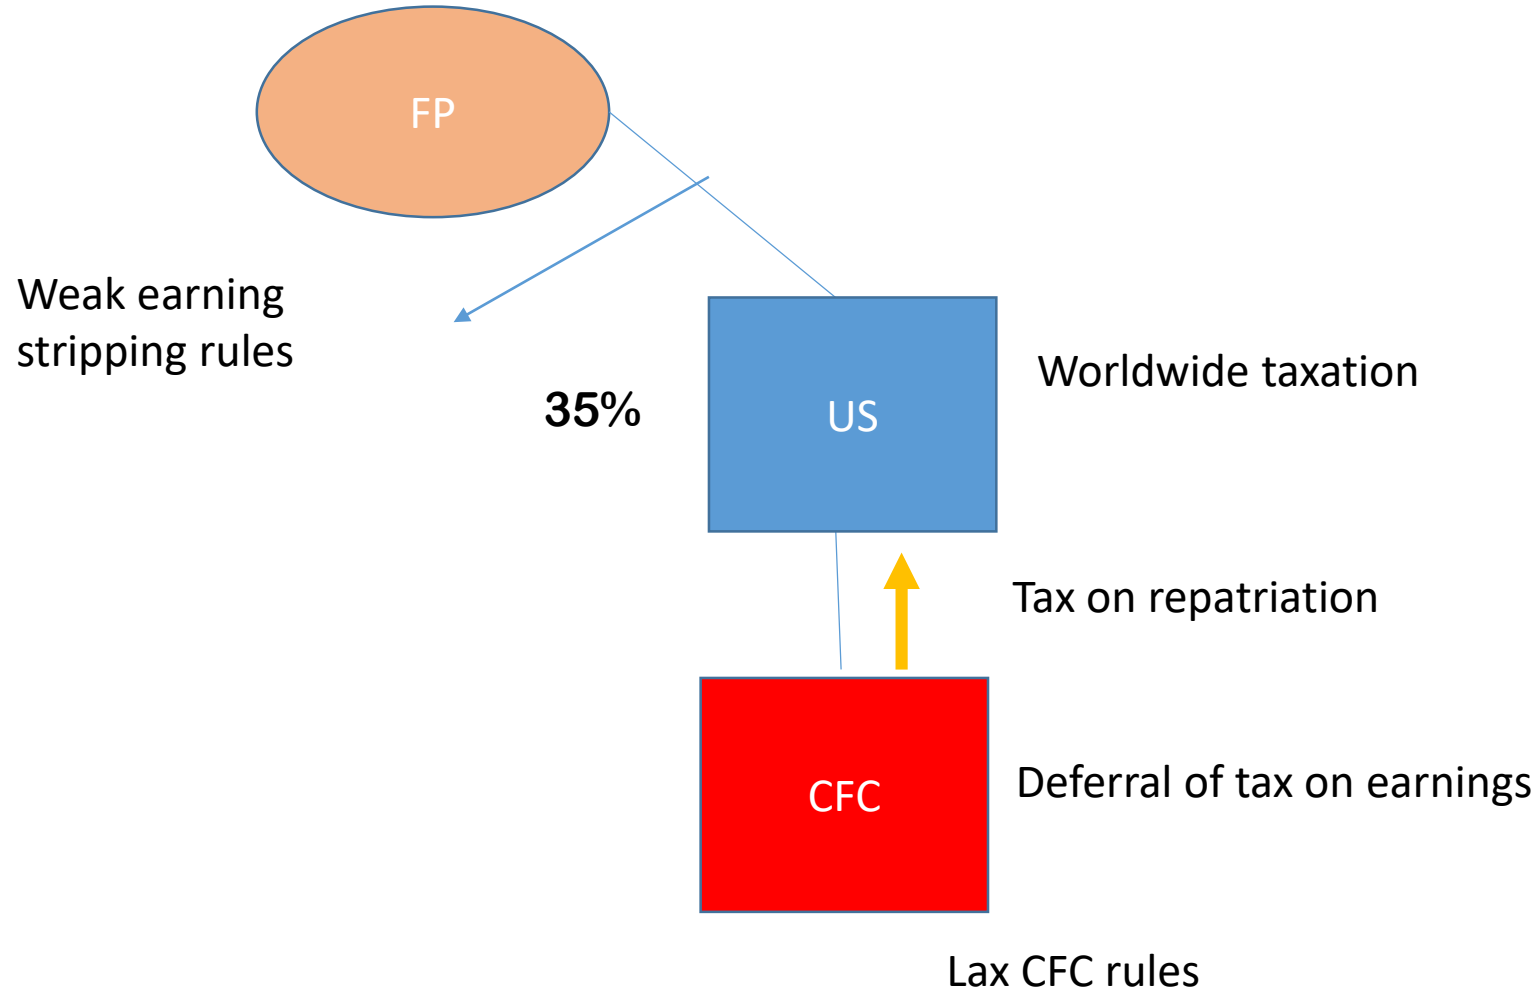 FP
Weak earning
stripping rules
35%
US
Worldwide taxation
Tax on repatriation
CFC
Deferral of tax on earnings
Lax CFC rules